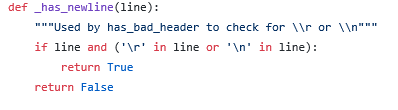 def _has_newline(line):
    """Used by has_bad_header to check for \\r or \\n"""
    if line and ('\r' in line or '\n' in line):
        return True
    return False